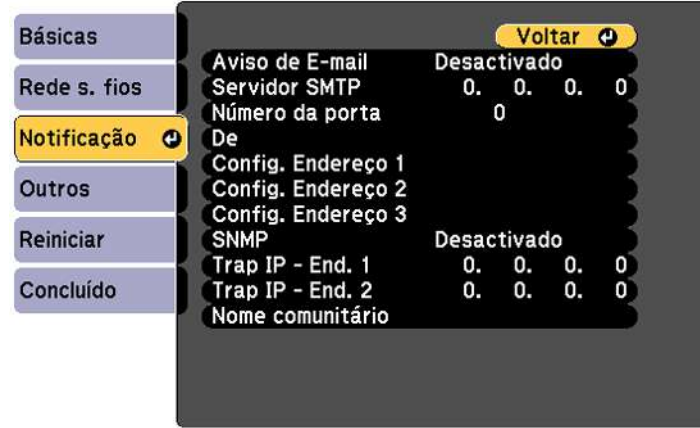 Básicas
Rede s. fios
Notificação
Outros
Reiniciar
Concluído
Voltar
Aviso de E-mail Desactivado
Servidor SMTP 0. 0. 0. 0
Número da porta 0
De
Config. Endereço 1
Config. Endereço 2
Config. Endereço 3
SNMP Desactivado
Trap IP - End. 1 0. 0. 0. 0
Trap IP - End. 2 0. 0. 0. 0
Nome comunitário